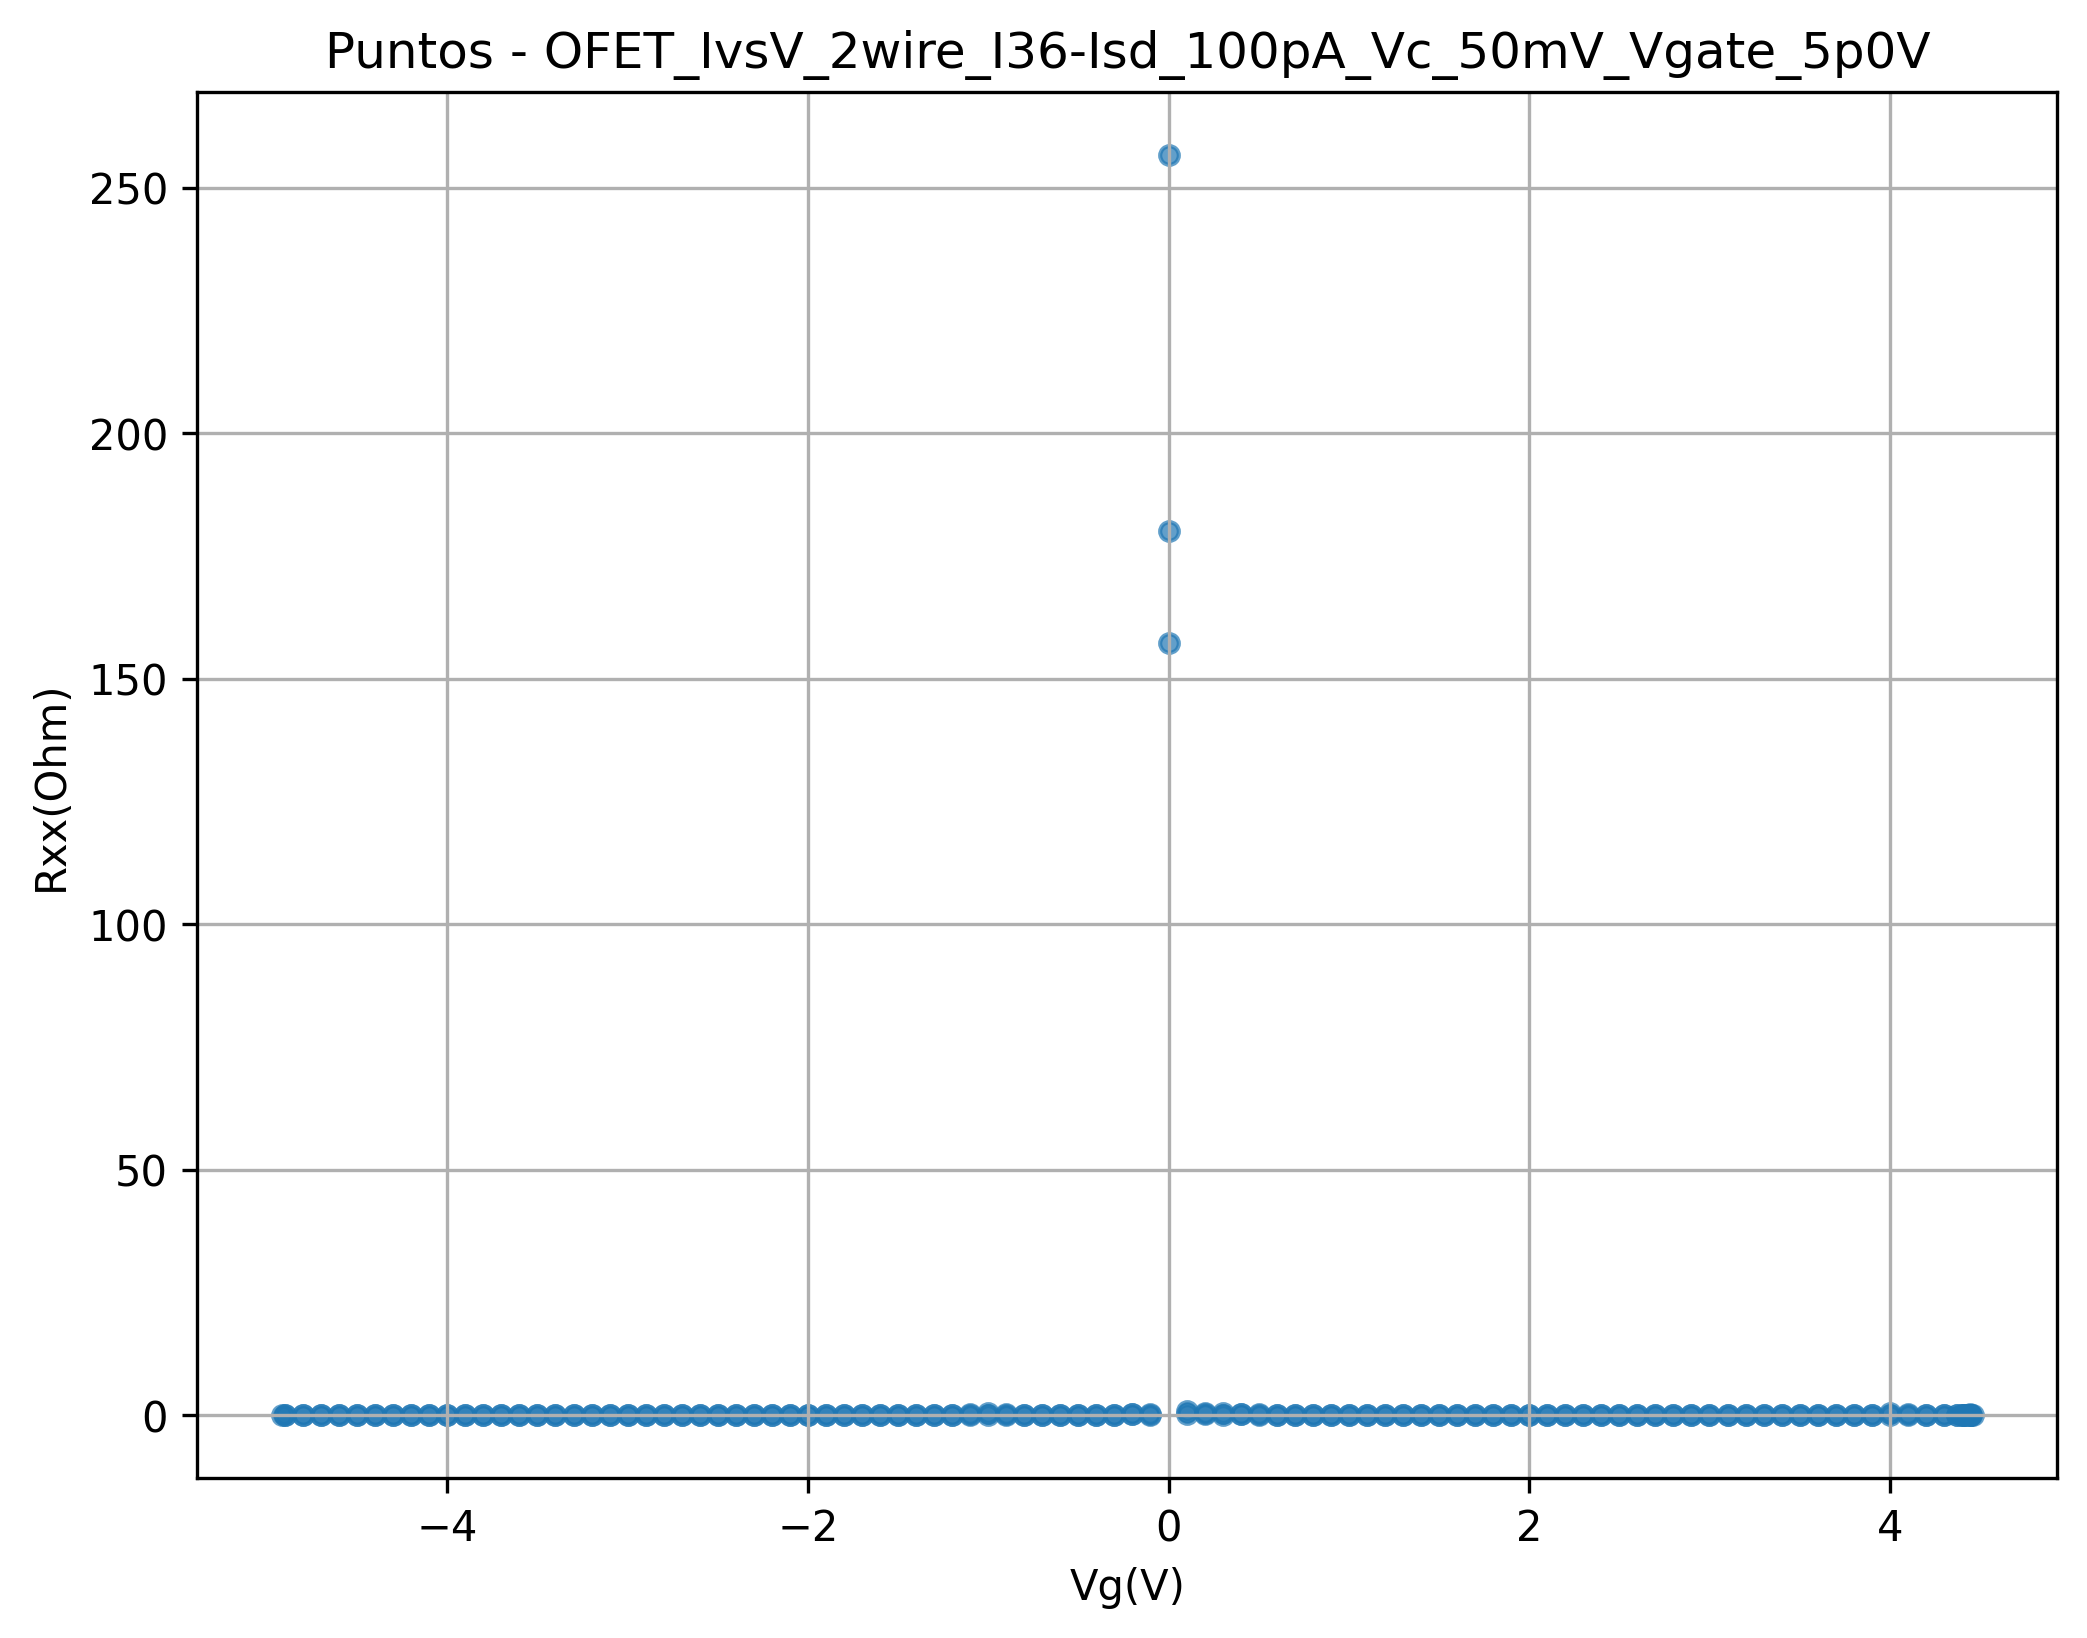 Puntos - OFET_IvsV_2wire_I36-Isd_100pA_Vc_50mV_Vgate_5p0V
250
200
150
100
50
0
Rxx(Ohm)
−4 −2 0 2 4
Vg(V)